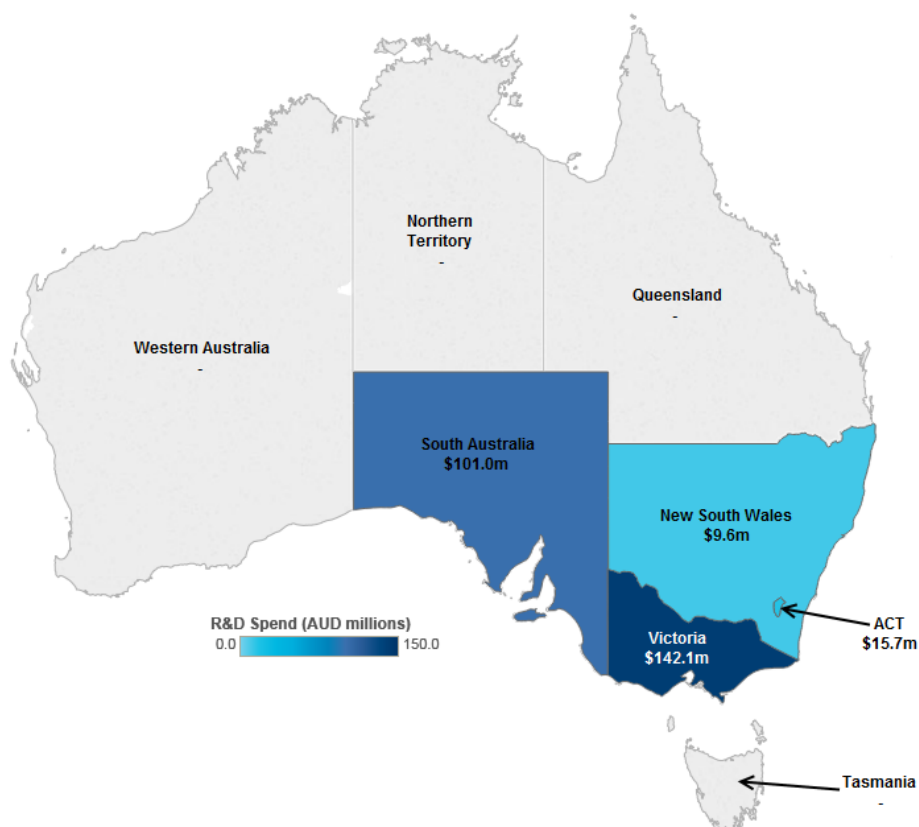 Northern
Territory
-
Queensland
-
Western Australia
-
South Australia
$101.0m
New South Wales
$9.6m
R&D Spend (AUD millions)
0.0 150.0
ACT
$15.7m
Victoria
$142.1m
Tasmania
-